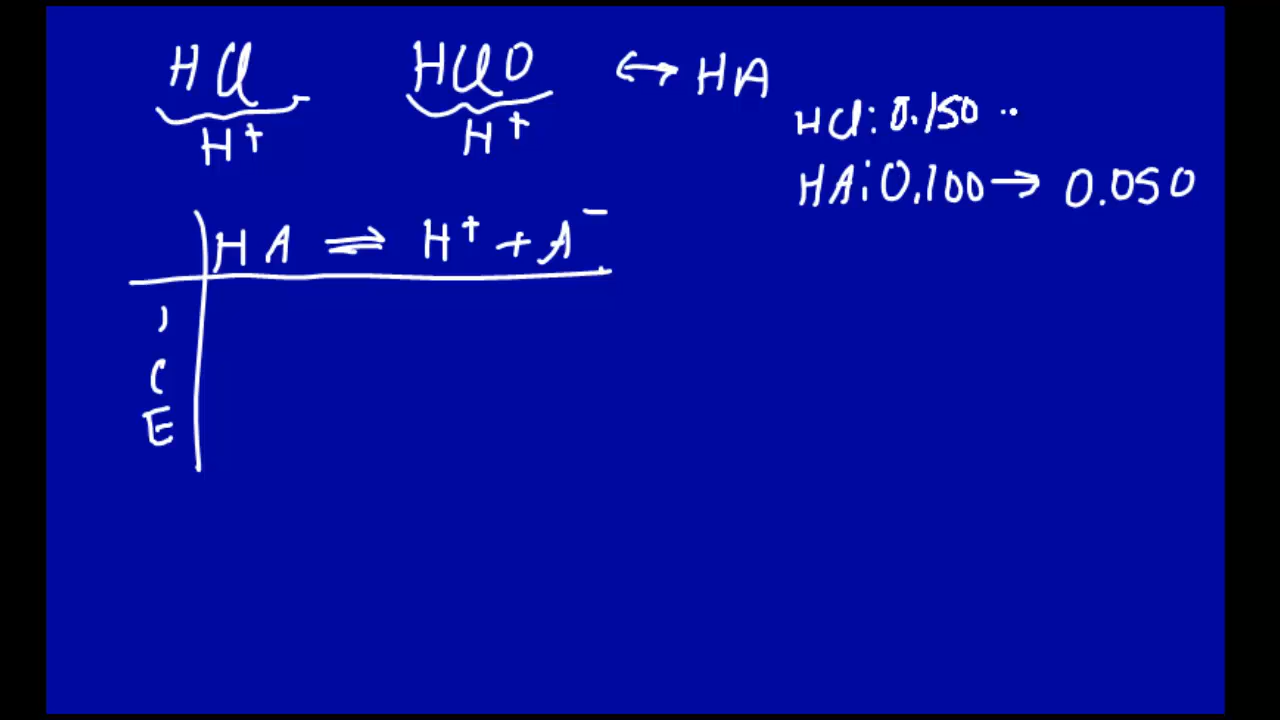 HCl HClO ↔ HA
H⁺ H⁺
HCl: 0.150 ..
HA: 0.100 → 0.050
HA ⇌ H⁺ + A⁻
I
C
E